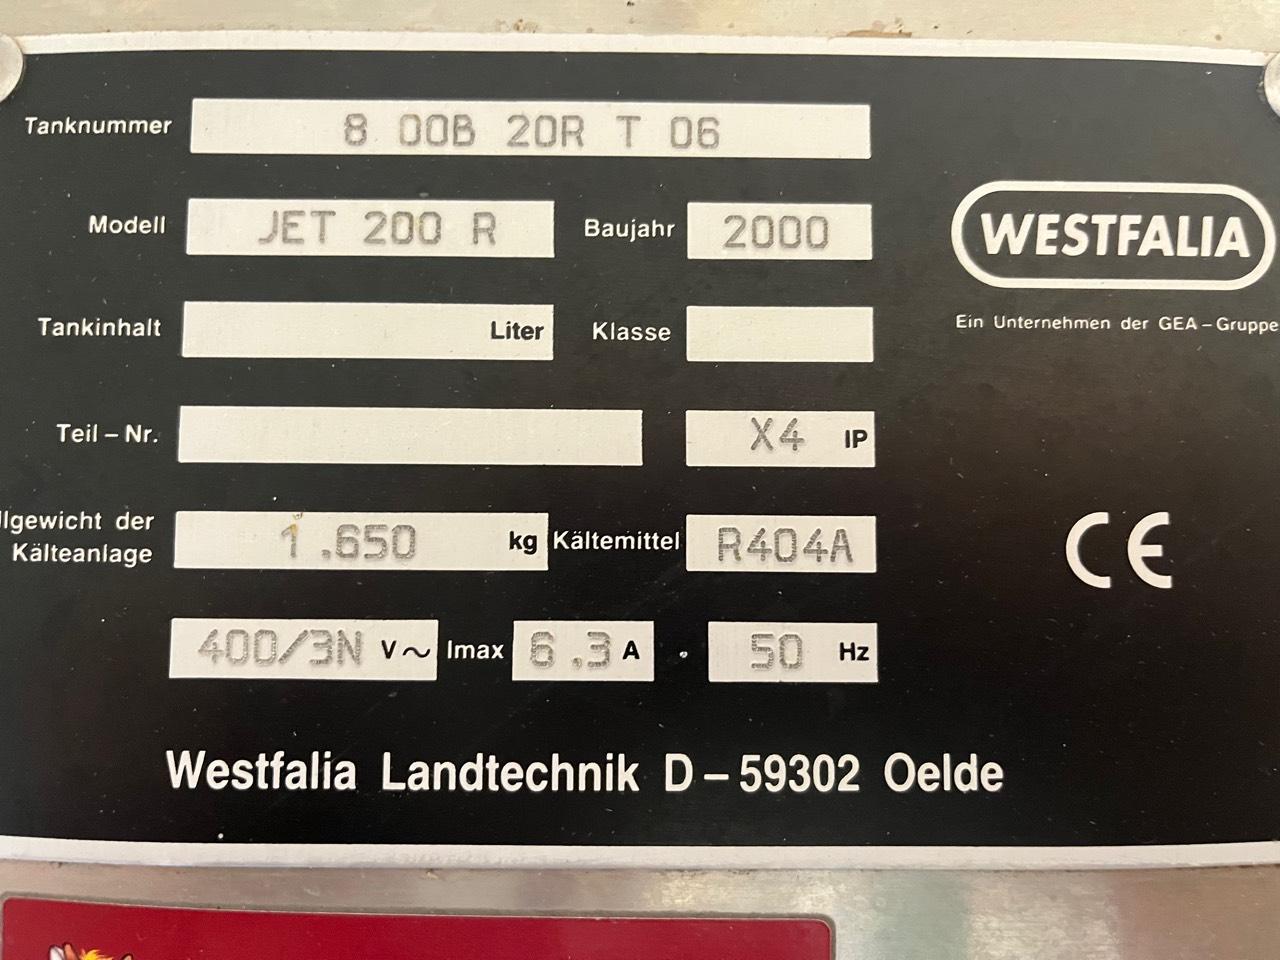 Tanknummer 8 00B 20R T 06
Modell JET 200 R Baujahr 2000
WESTFALIA
Ein Unternehmen der GEA – Gruppe
Tankinhalt Liter Klasse
Teil – Nr. X4 IP
llgewicht der
Kälteanlage 1.650 kg Kältemittel R404A
CE
400/3N V~ Imax 6.3 A . 50 Hz
Westfalia Landtechnik D – 59302 Oelde